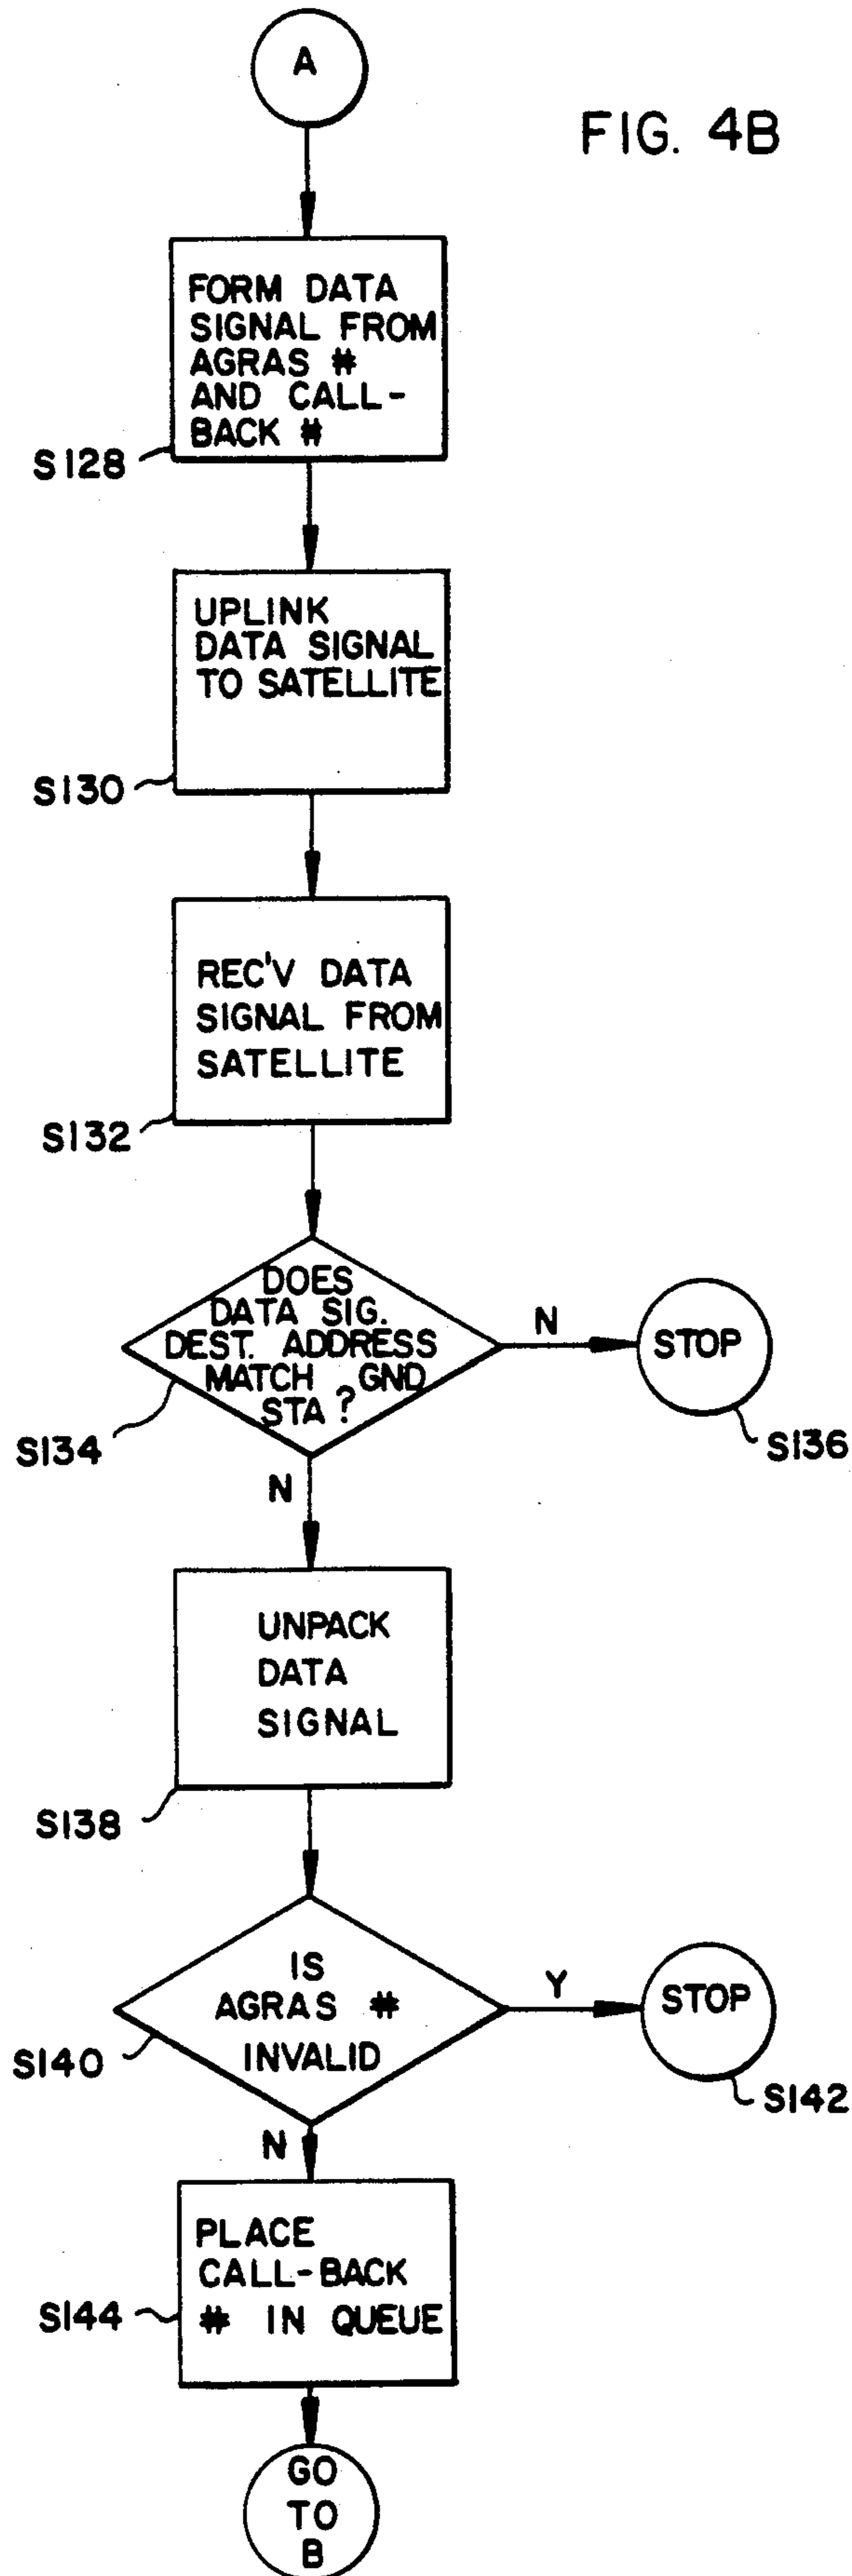 A
FIG. 4B
FORM DATA
SIGNAL FROM
AGRAS #
AND CALL-
BACK #
S128
UPLINK
DATA SIGNAL
TO SATELLITE
S130
REC'V DATA
SIGNAL FROM
SATELLITE
S132
DOES
DATA SIG.
DEST. ADDRESS
MATCH GND
STA?
N
STOP
S134
S136
N
UNPACK
DATA
SIGNAL
S138
IS
AGRAS #
INVALID
Y
STOP
S140
S142
N
PLACE
CALL-BACK
# IN QUEUE
S144
GO
TO
B